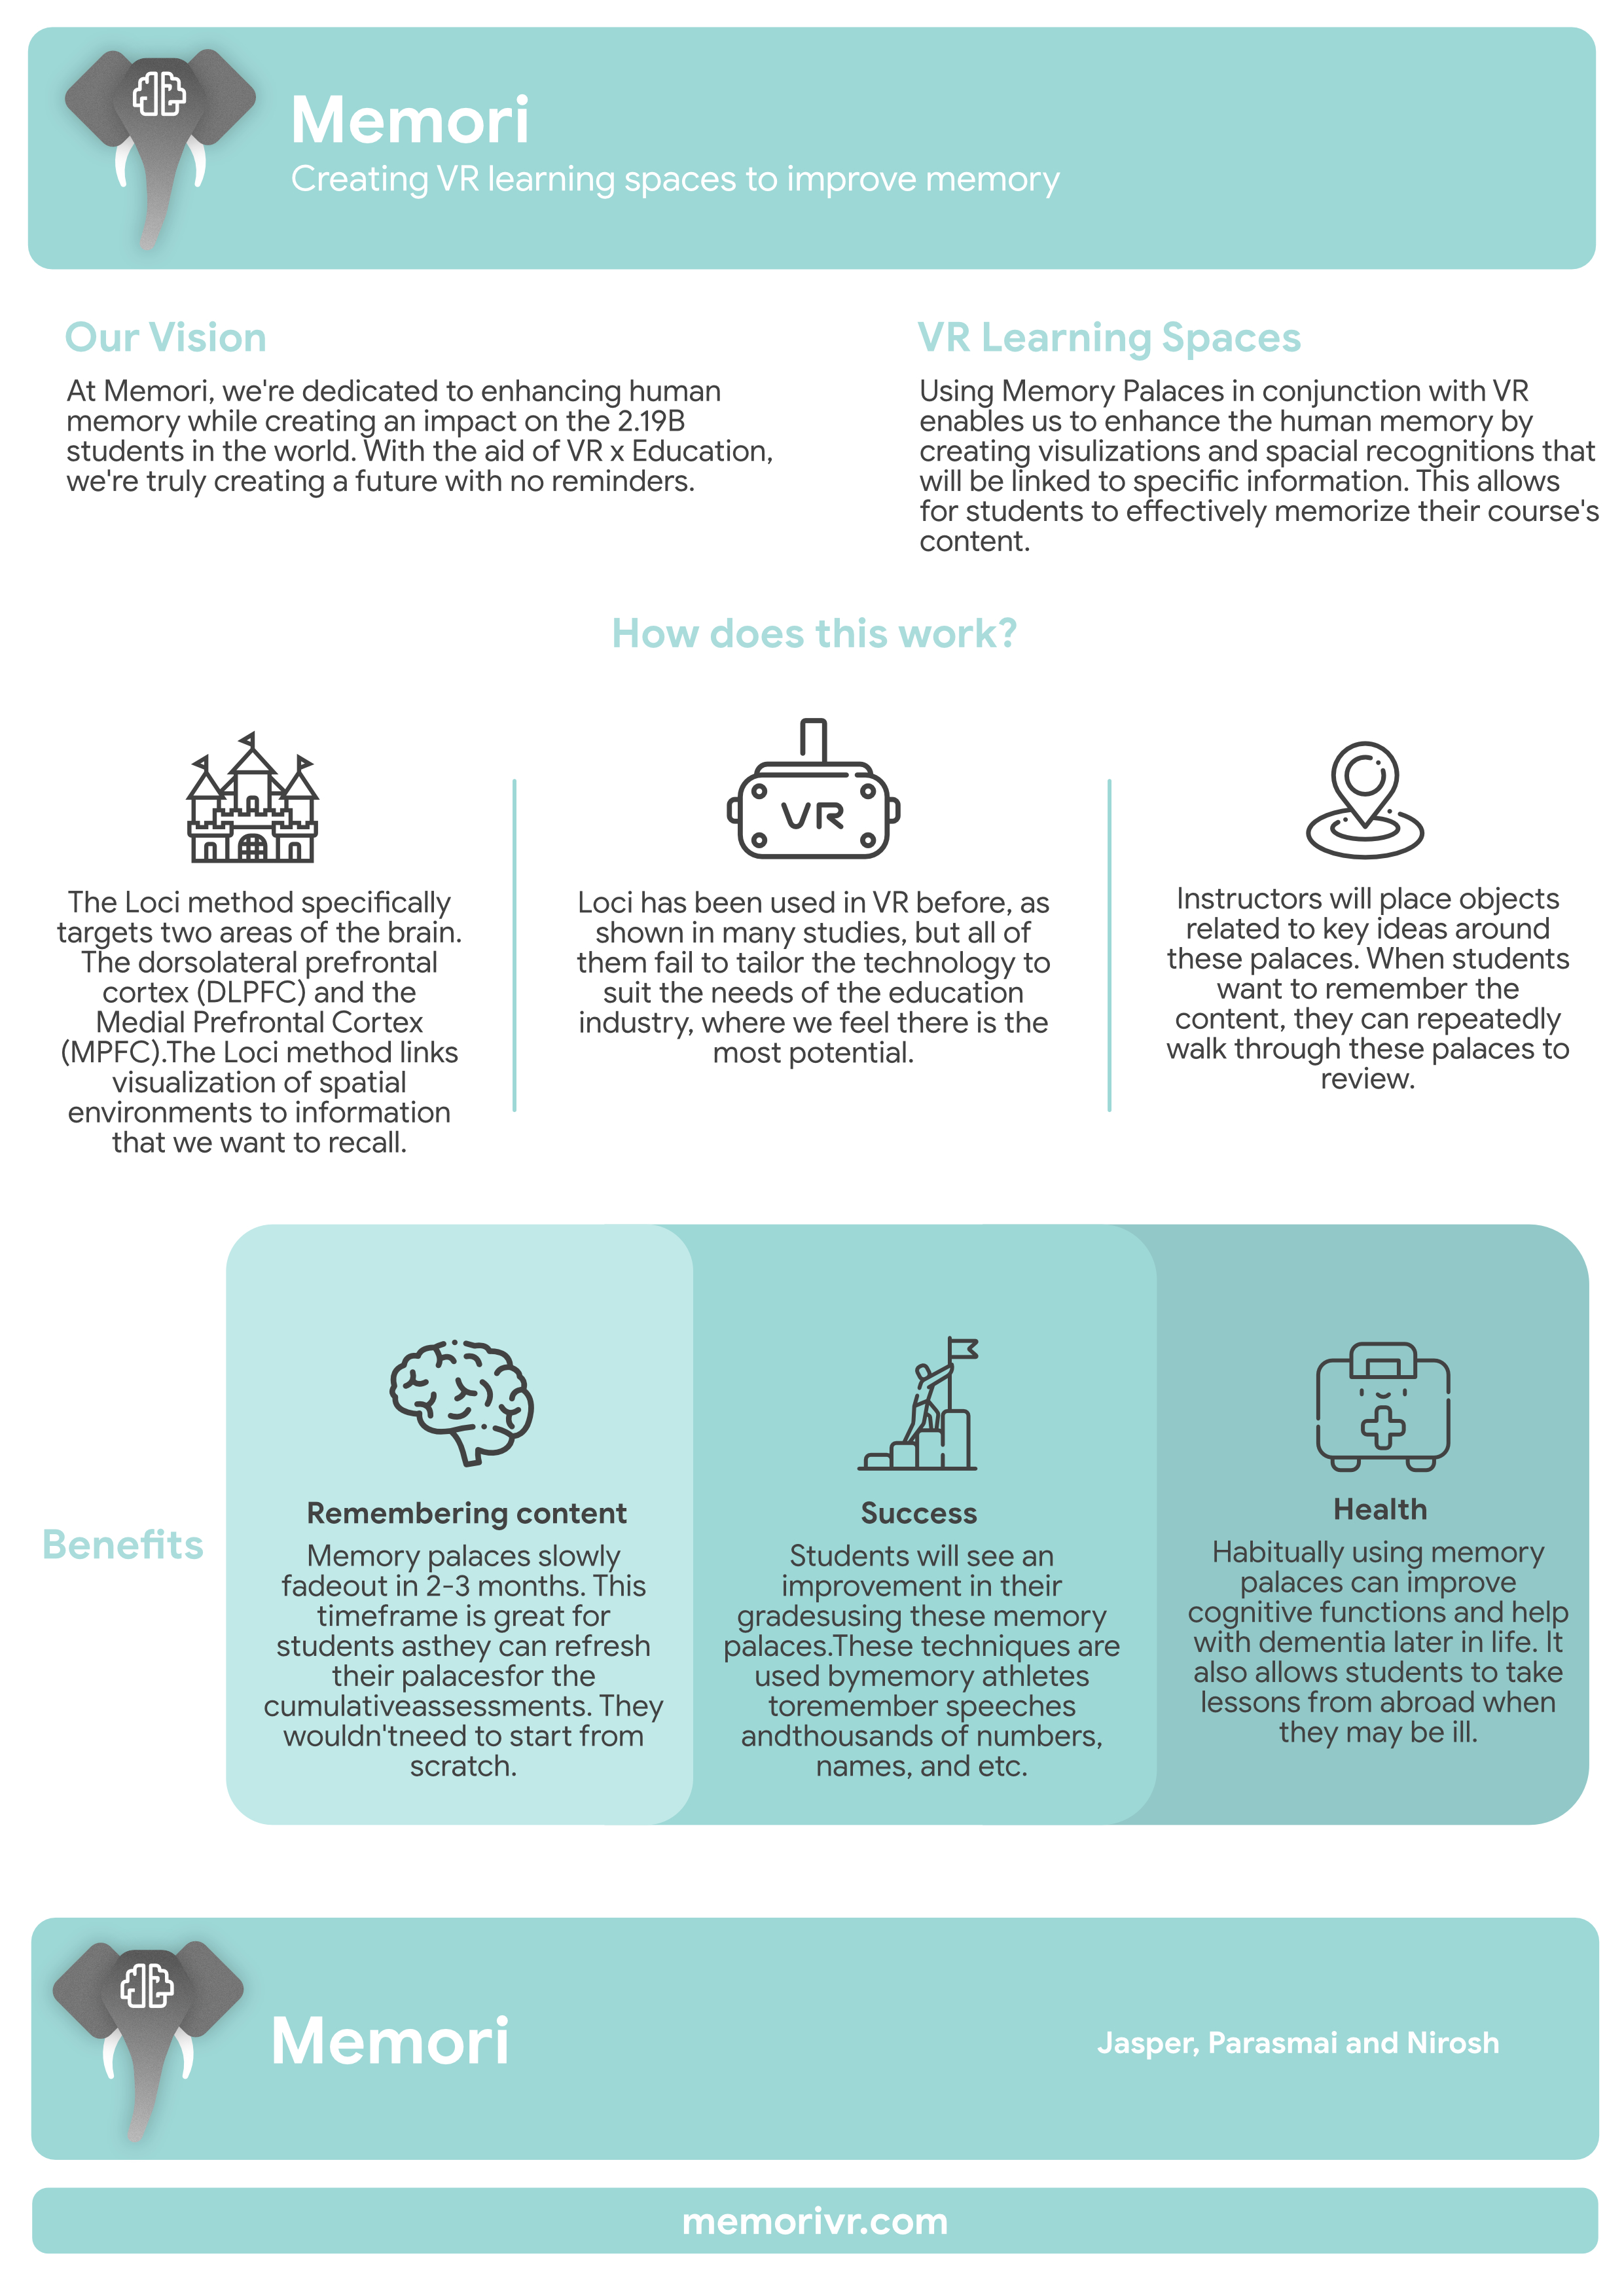 Memori
Creating VR learning spaces to improve memory
Our Vision
At Memori, we're dedicated to enhancing human
memory while creating an impact on the 2.19B
students in the world. With the aid of VR x Education,
we're truly creating a future with no reminders.
VR Learning Spaces
Using Memory Palaces in conjunction with VR
enables us to enhance the human memory by
creating visulizations and spacial recognitions that
will be linked to specific information. This allows
for students to effectively memorize their course's
content.
How does this work?
The Loci method specifically
targets two areas of the brain.
The dorsolateral prefrontal
cortex (DLPFC) and the
Medial Prefrontal Cortex
(MPFC).The Loci method links
visualization of spatial
environments to information
that we want to recall.
VR
Loci has been used in VR before, as
shown in many studies, but all of
them fail to tailor the technology to
suit the needs of the education
industry, where we feel there is the
most potential.
Instructors will place objects
related to key ideas around
these palaces. When students
want to remember the
content, they can repeatedly
walk through these palaces to
review.
Benefits
Remembering content
Memory palaces slowly
fadeout in 2-3 months. This
timeframe is great for
students asthey can refresh
their palacesfor the
cumulativeassessments. They
wouldn'tneed to start from
scratch.
Success
Students will see an
improvement in their
gradesusing these memory
palaces.These techniques are
used bymemory athletes
toremember speeches
andthousands of numbers,
names, and etc.
Health
Habitually using memory
palaces can improve
cognitive functions and help
with dementia later in life. It
also allows students to take
lessons from abroad when
they may be ill.
Memori
Jasper, Parasmai and Nirosh
memorivr.com